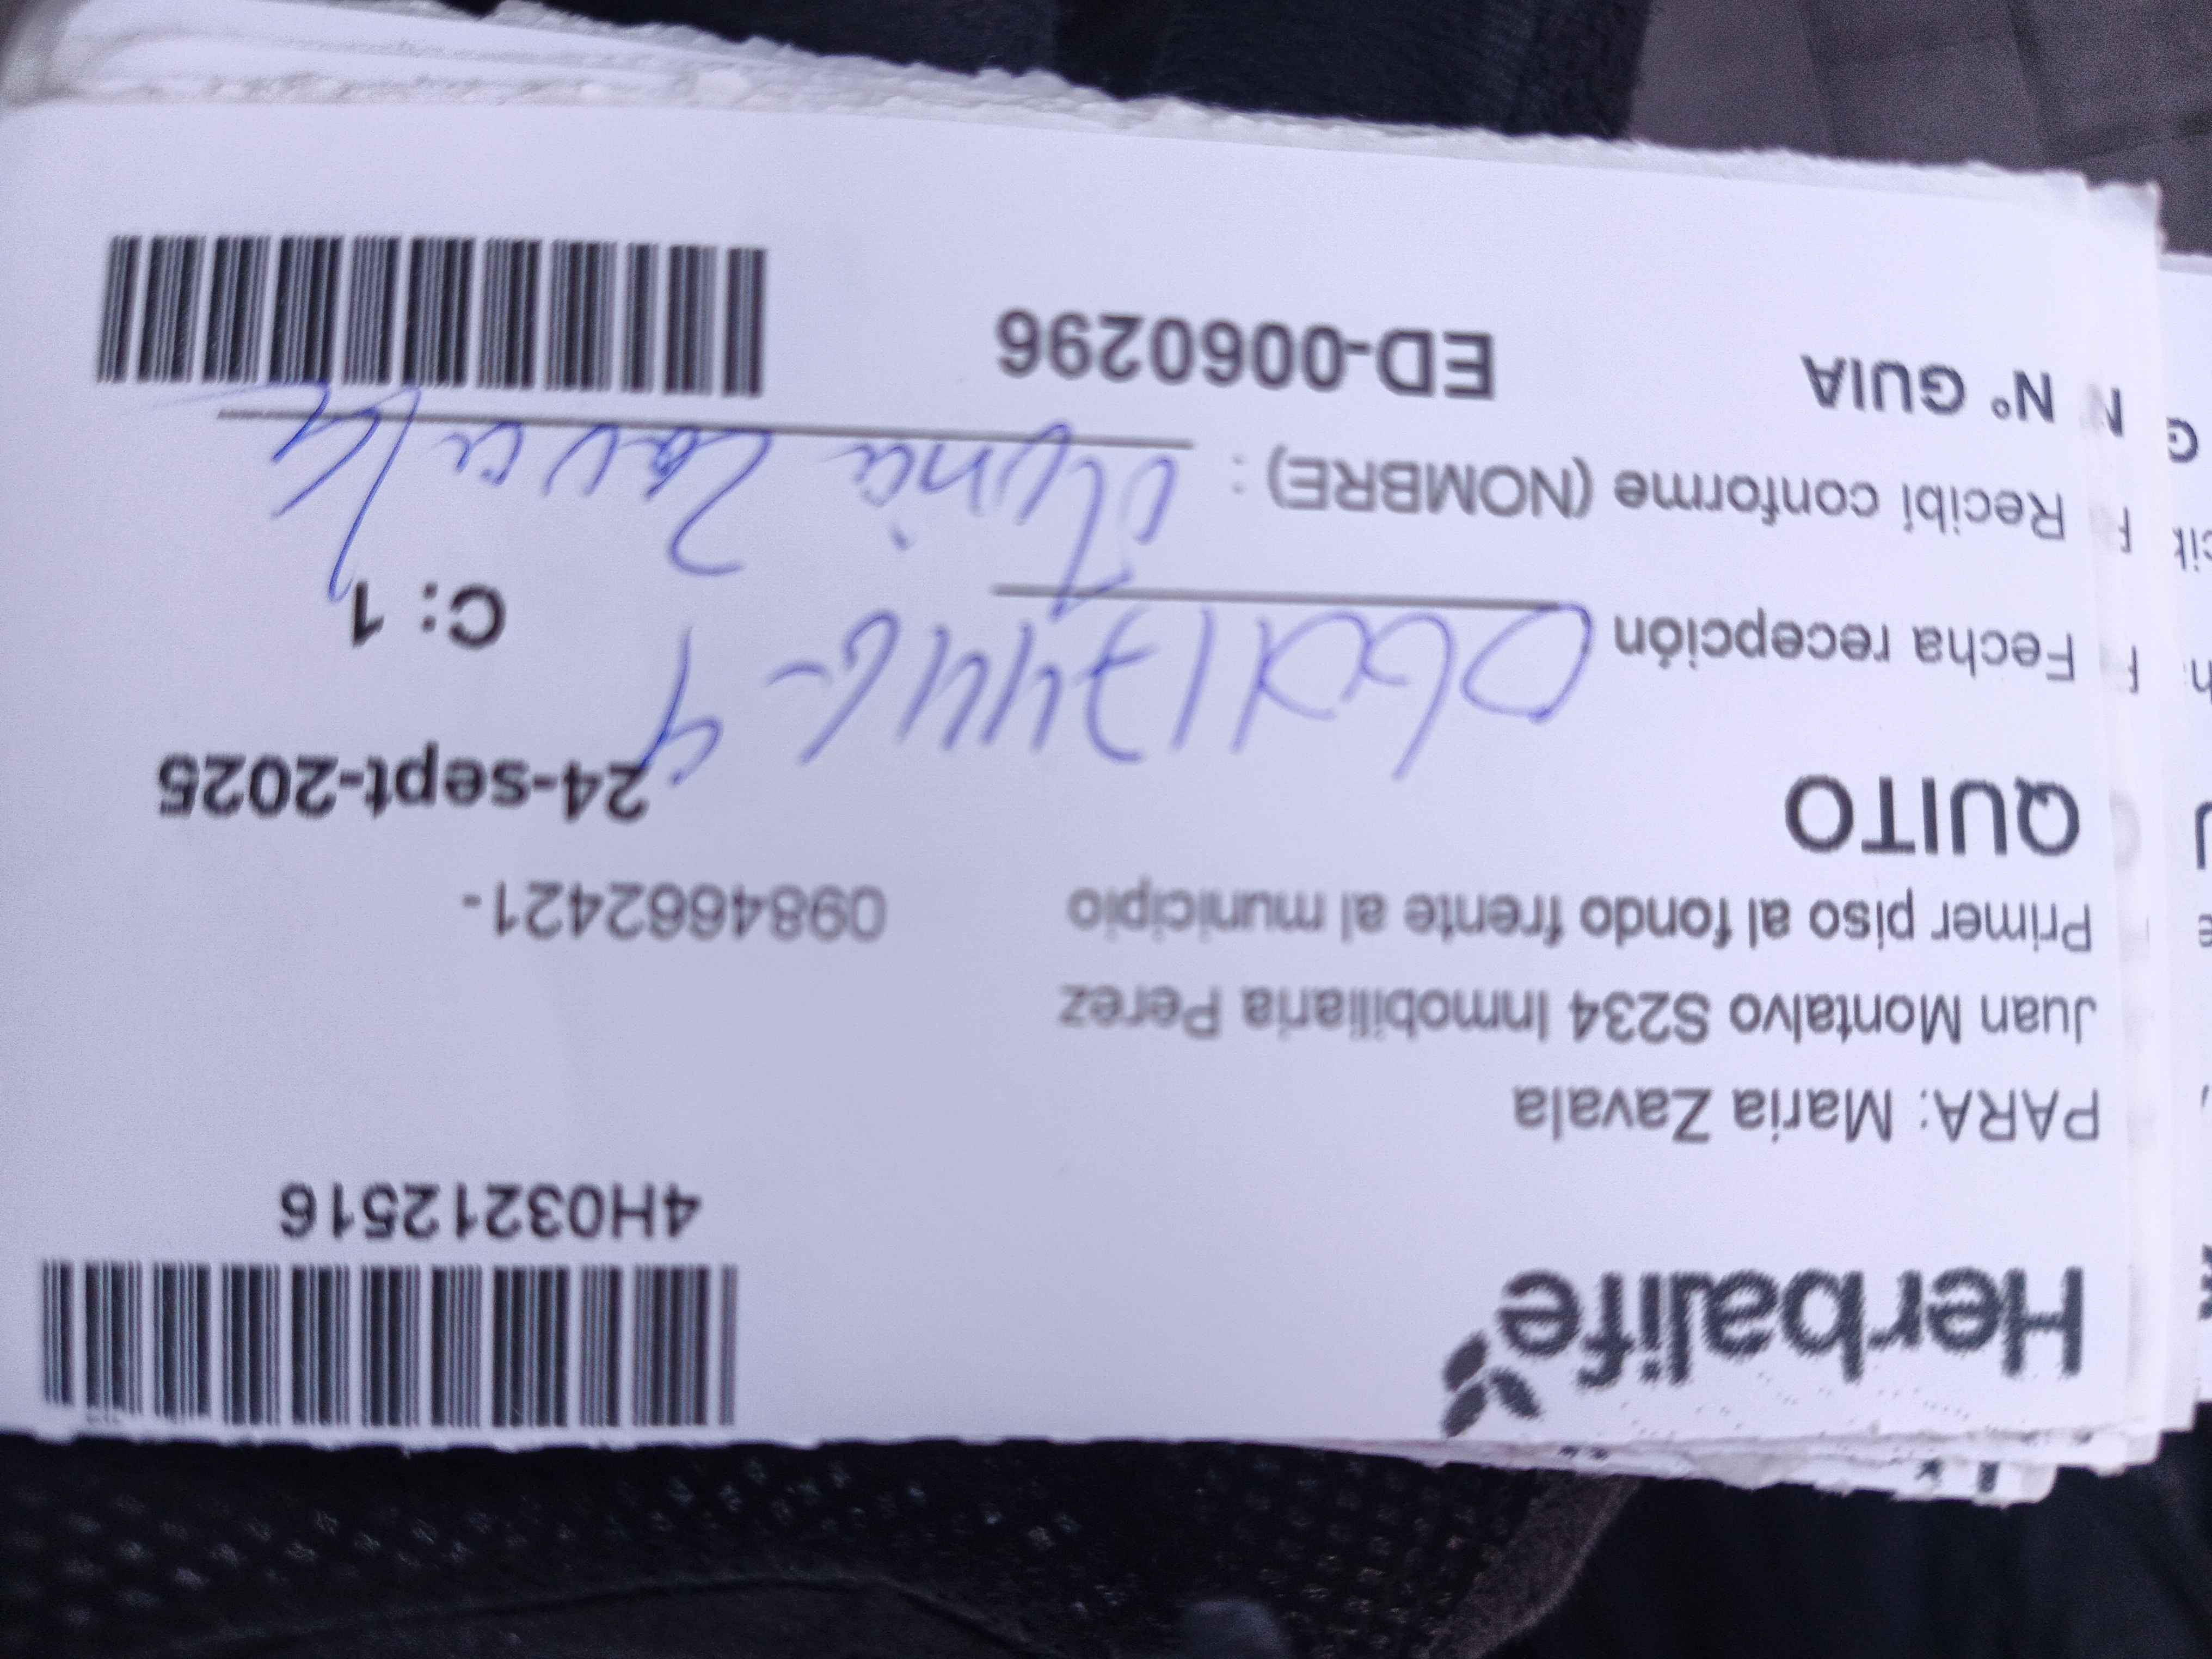 Herbalife
4H03212516
PARA: Maria Zavala
Juan Montalvo S234 Inmobiliaria Perez
Primer piso al fondo frente al municipio 0984662421-
QUITO 24-sept-2025
Fecha recepción
C: 1
Recibí conforme (NOMBRE) :
N° GUIA ED-0060296